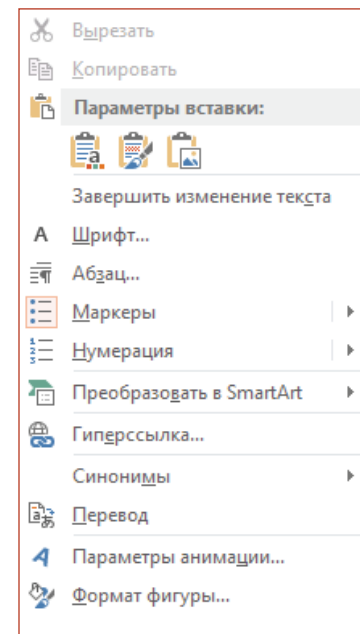 Вырезать
Копировать
Параметры вставки:
Завершить изменение текста
Шрифт...
Абзац...
Маркеры
Нумерация
Преобразовать в SmartArt
Гиперссылка...
Синонимы
Перевод
Параметры анимации...
Формат фигуры...